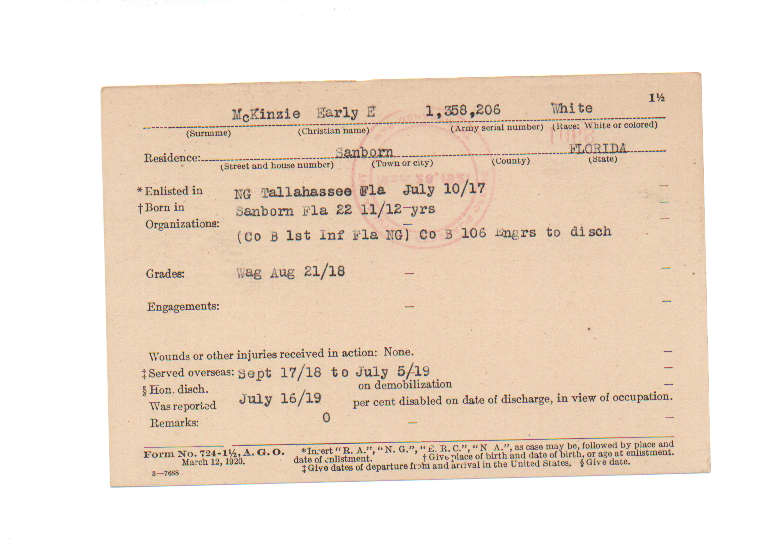 1½
McKinzie Early E 1,358,206 White
(Surname) (Christian name) (Army serial number) (Race: White or colored)
Residence: Sanborn FLORIDA
(Street and house number) (Town or city) (County) (State)
*Enlisted in NG Tallahassee Fla July 10/17 —
†Born in Sanborn Fla 22 11/12 yrs —
Organizations: (Co B 1st Inf Fla NG) Co B 106 Engrs to disch
Grades: Wag Aug 21/18 — —
Engagements: — —
Wounds or other injuries received in action: None. —
‡Served overseas: Sept 17/18 to July 5/19 —
§Hon. disch. July 16/19 on demobilization —
Was reported 0 per cent disabled on date of discharge, in view of occupation.
Remarks: — —
Form No. 724-1½, A. G. O. *Insert "R. A.", "N. G.", "E. R. C.", "N A.", as case may be, followed by place and
March 12, 1920. date of enlistment. †Give place of birth and date of birth, or age at enlistment.
3—7688 ‡Give dates of departure from and arrival in the United States. §Give date.